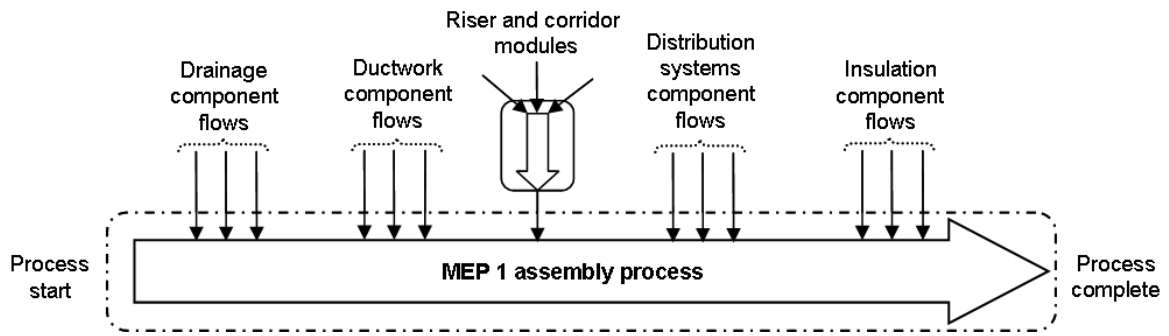 Riser and corridor
modules
Drainage
component
flows
Ductwork
component
flows
Distribution
systems
component
flows
Insulation
component
flows
Process
start
MEP 1 assembly process
Process
complete